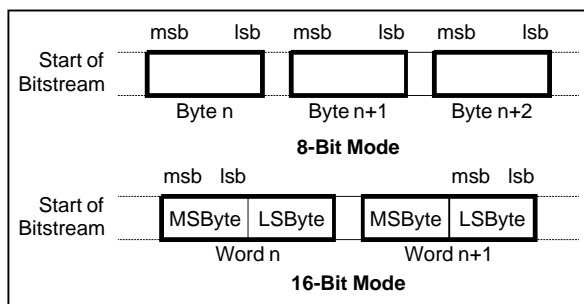 msb lsb msb lsb msb lsb
Start of
Bitstream
Byte n Byte n+1 Byte n+2
8-Bit Mode
msb lsb msb lsb
Start of
Bitstream
MSByte LSByte MSByte LSByte
Word n Word n+1
16-Bit Mode